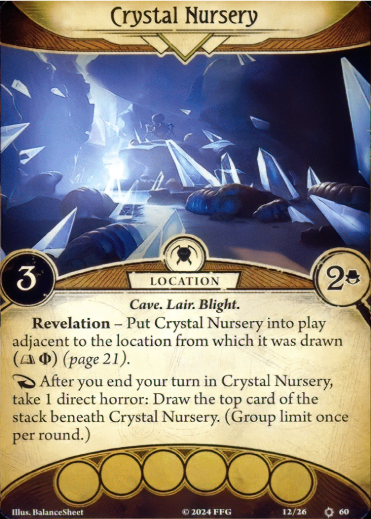 Crystal Nursery
3
LOCATION
2
Cave. Lair. Blight.
Revelation – Put Crystal Nursery into play
adjacent to the location from which it was drawn
(Φ) (page 21).
After you end your turn in Crystal Nursery,
take 1 direct horror: Draw the top card of the
stack beneath Crystal Nursery. (Group limit once
per round.)
Illus. BalanceSheet © 2024 FFG 12/26 60